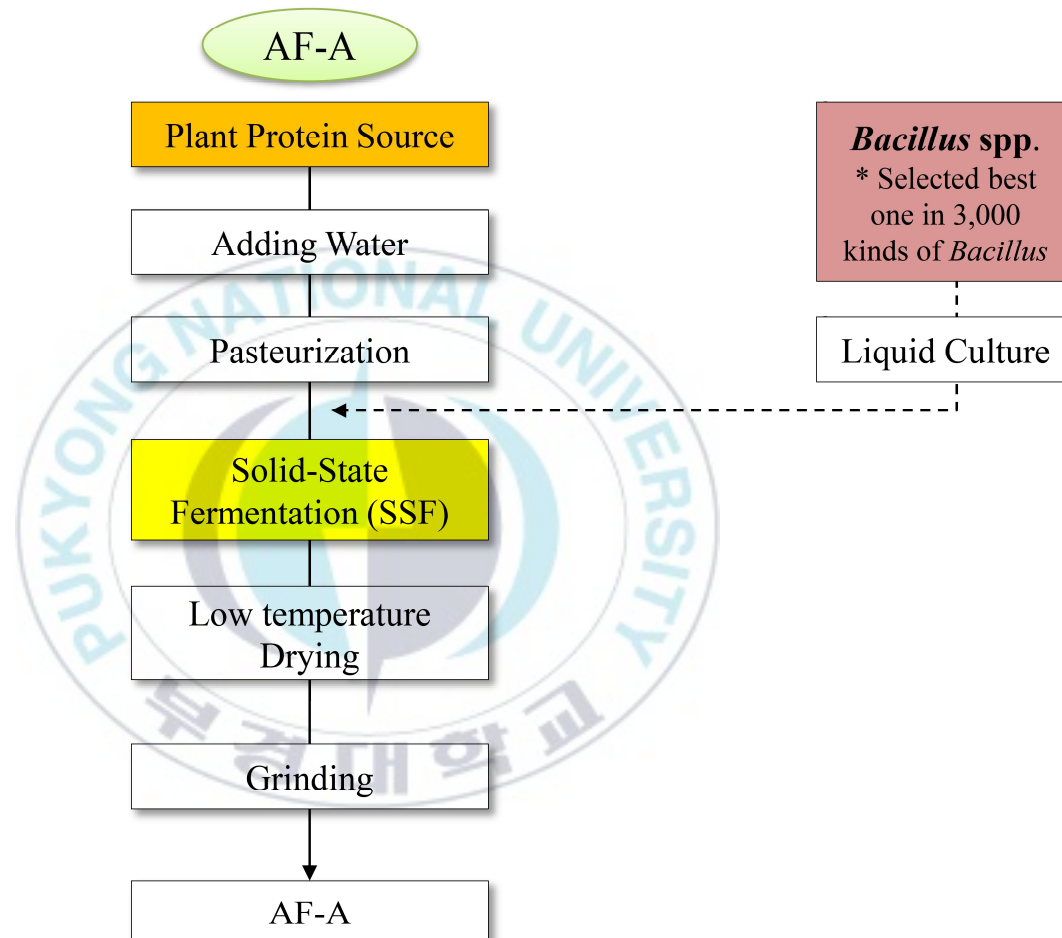 AF-A
Plant Protein Source
Adding Water
Pasteurization
Bacillus spp.
* Selected best
one in 3,000
kinds of Bacillus
Liquid Culture
Solid-State
Fermentation (SSF)
Low temperature
Drying
Grinding
AF-A
PUKYONG NATIONAL UNIVERSITY
부경대학교